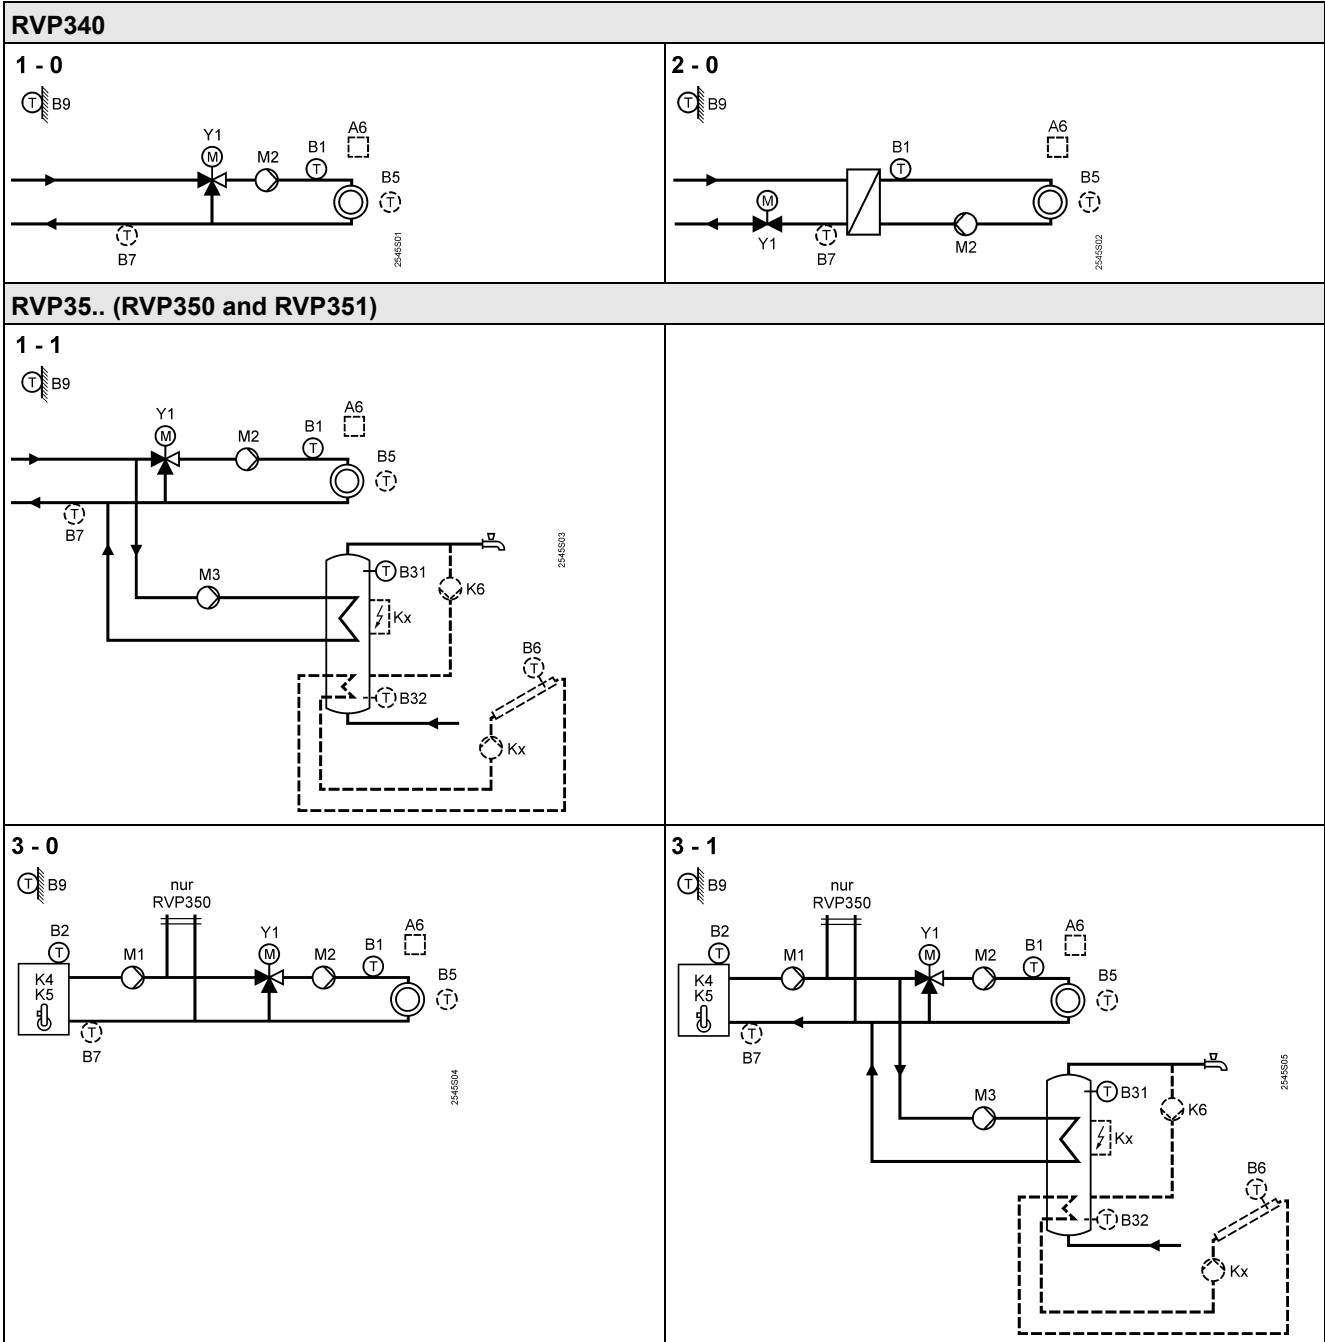 RVP340
1 - 0
T B9
Y1
M
M2
B1
T
A6
B5
T
T
B7
2545S01
2 - 0
T B9
B1
T
A6
B5
T
M
Y1
T
B7
M2
2545S02
RVP35.. (RVP350 and RVP351)
1 - 1
T B9
Y1
M
M2
B1
T
A6
B5
T
T
B7
M3
T B31
K6
Kx
B6
T
T B32
Kx
2545S03
3 - 0
T B9
nur
RVP350
B2
T
M1
Y1
M
M2
B1
T
A6
B5
T
K4
K5
T
B7
2545S04
3 - 1
T B9
nur
RVP350
B2
T
M1
Y1
M
M2
B1
T
A6
B5
T
K4
K5
T
B7
M3
T B31
K6
Kx
B6
T
T B32
Kx
2545S05